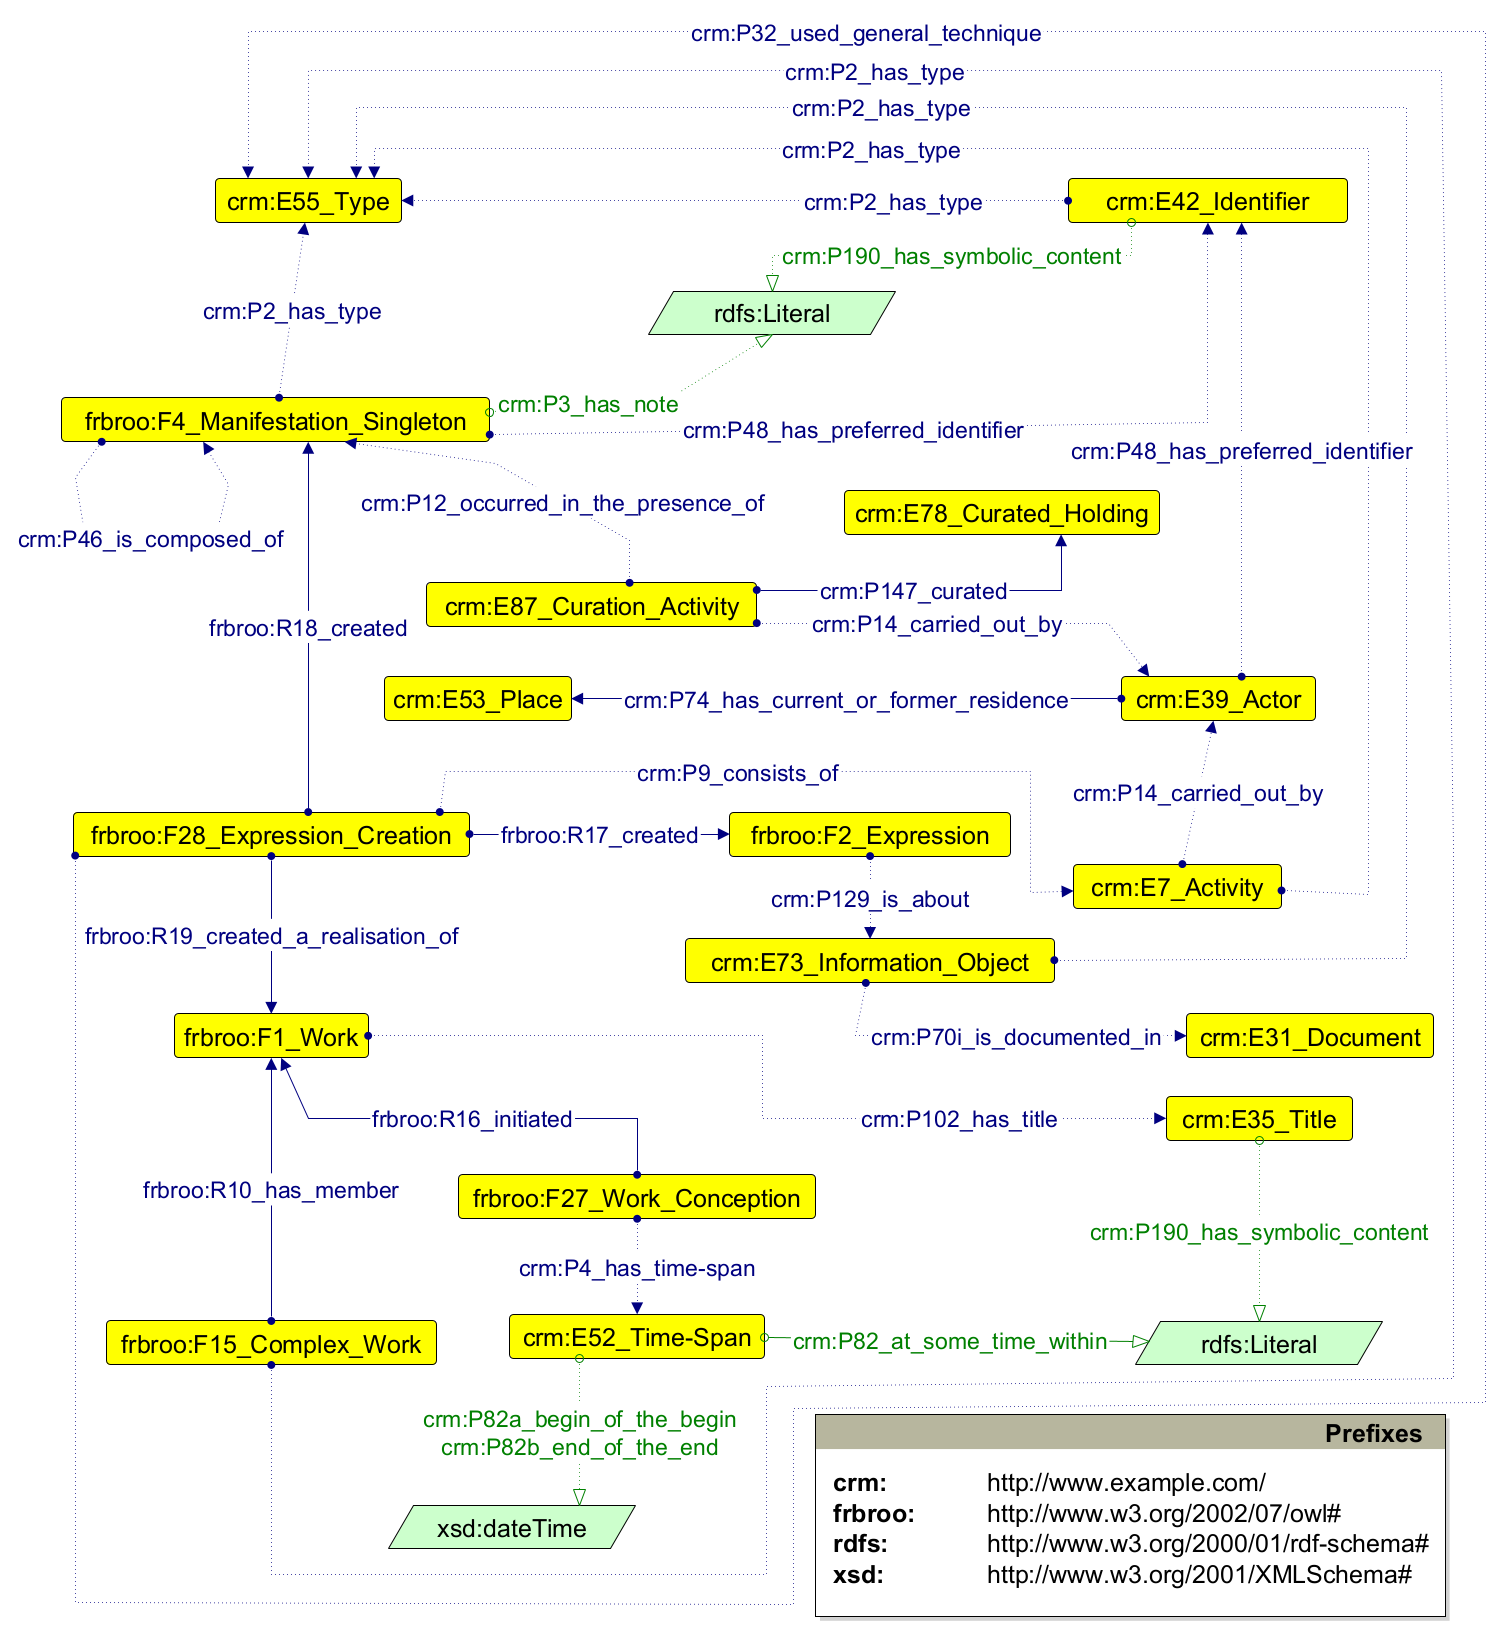 crm:P32_used_general_technique
crm:P2_has_type
crm:P2_has_type
crm:P2_has_type
crm:E55_Type
crm:P2_has_type
crm:E42_Identifier
crm:P190_has_symbolic_content
rdfs:Literal
crm:P2_has_type
crm:P3_has_note
frbroo:F4_Manifestation_Singleton
crm:P48_has_preferred_identifier
crm:P48_has_preferred_identifier
crm:P12_occurred_in_the_presence_of
crm:E78_Curated_Holding
crm:P46_is_composed_of
crm:P147_curated
crm:E87_Curation_Activity
crm:P14_carried_out_by
frbroo:R18_created
crm:E53_Place
crm:P74_has_current_or_former_residence
crm:E39_Actor
crm:P9_consists_of
crm:P14_carried_out_by
frbroo:F28_Expression_Creation
frbroo:R17_created
frbroo:F2_Expression
crm:E7_Activity
crm:P129_is_about
frbroo:R19_created_a_realisation_of
crm:E73_Information_Object
frbroo:F1_Work
crm:P70i_is_documented_in
crm:E31_Document
frbroo:R16_initiated
crm:P102_has_title
crm:E35_Title
frbroo:R10_has_member
frbroo:F27_Work_Conception
crm:P190_has_symbolic_content
crm:P4_has_time-span
frbroo:F15_Complex_Work
crm:E52_Time-Span
crm:P82_at_some_time_within
rdfs:Literal
crm:P82a_begin_of_the_begin
crm:P82b_end_of_the_end
xsd:dateTime
Prefixes
crm: http://www.example.com/
frbroo: http://www.w3.org/2002/07/owl#
rdfs: http://www.w3.org/2000/01/rdf-schema#
xsd: http://www.w3.org/2001/XMLSchema#